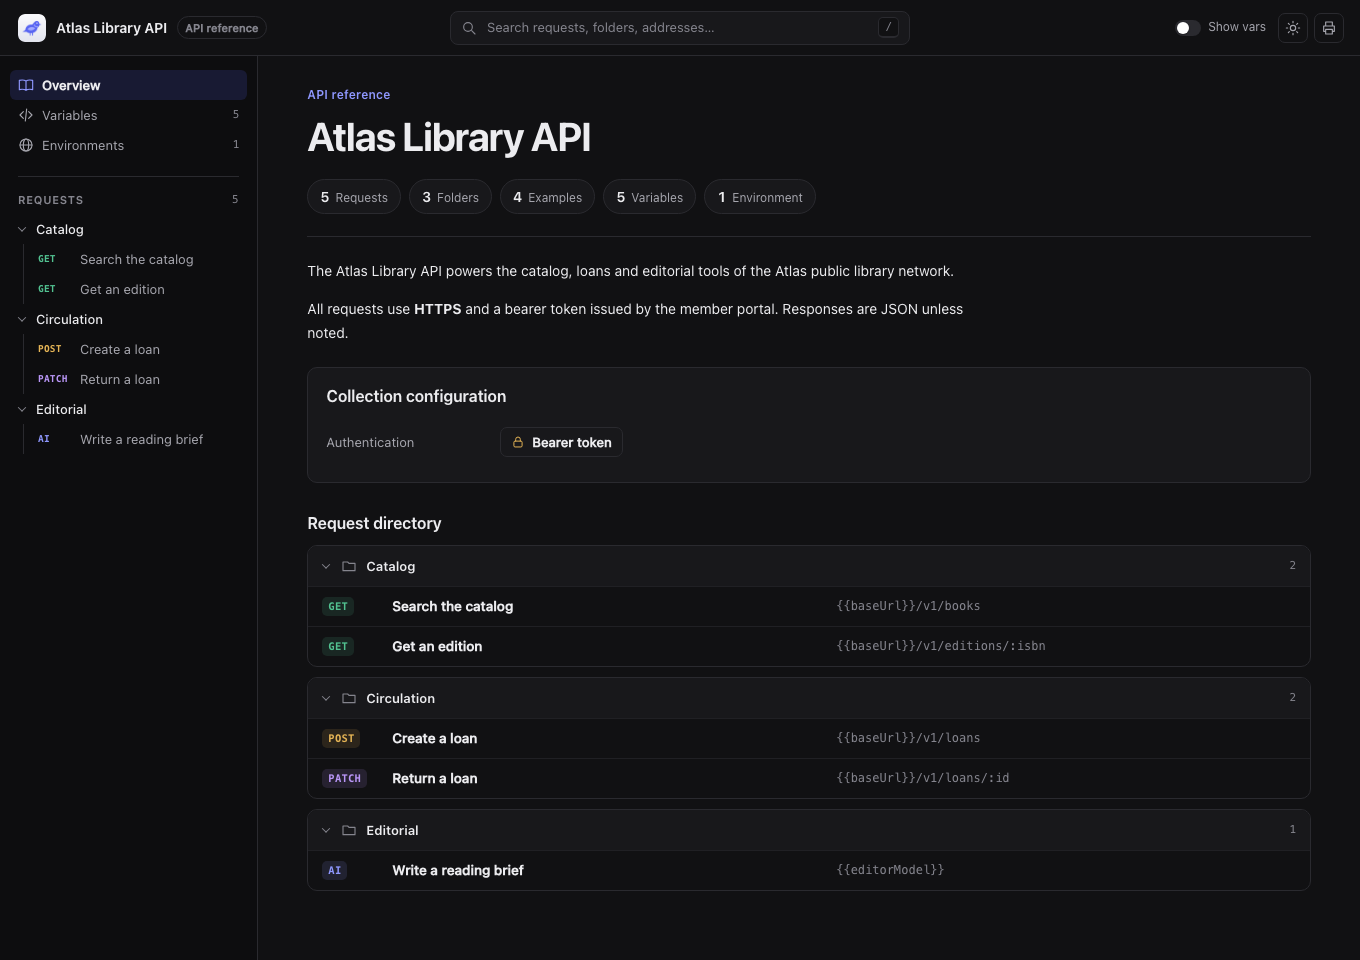 Atlas Library API
API reference
Search requests, folders, addresses...
/
Show vars
Overview
Variables 5
Environments 1
REQUESTS 5
Catalog
GET Search the catalog
GET Get an edition
Circulation
POST Create a loan
PATCH Return a loan
Editorial
AI Write a reading brief
API reference
Atlas Library API
5 Requests
3 Folders
4 Examples
5 Variables
1 Environment
The Atlas Library API powers the catalog, loans and editorial tools of the Atlas public library network.
All requests use HTTPS and a bearer token issued by the member portal. Responses are JSON unless
noted.
Collection configuration
Authentication Bearer token
Request directory
Catalog 2
GET Search the catalog {{baseUrl}}/v1/books
GET Get an edition {{baseUrl}}/v1/editions/:isbn
Circulation 2
POST Create a loan {{baseUrl}}/v1/loans
PATCH Return a loan {{baseUrl}}/v1/loans/:id
Editorial 1
AI Write a reading brief {{editorModel}}